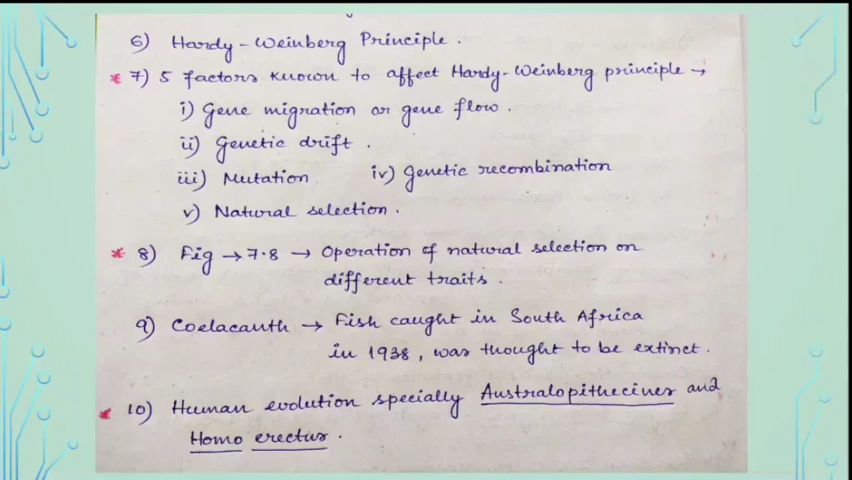 6) Hardy-Weinberg Principle.
* 7) 5 factors known to affect Hardy-Weinberg principle →
i) Gene migration or gene flow.
ii) Genetic drift.
iii) Mutation iv) Genetic recombination
v) Natural selection.
* 8) Fig → 7.8 → Operation of natural selection on
different traits.
9) Coelacanth → Fish caught in South Africa
in 1938, was thought to be extinct.
* 10) Human evolution specially Australopithecines and
Homo erectus.